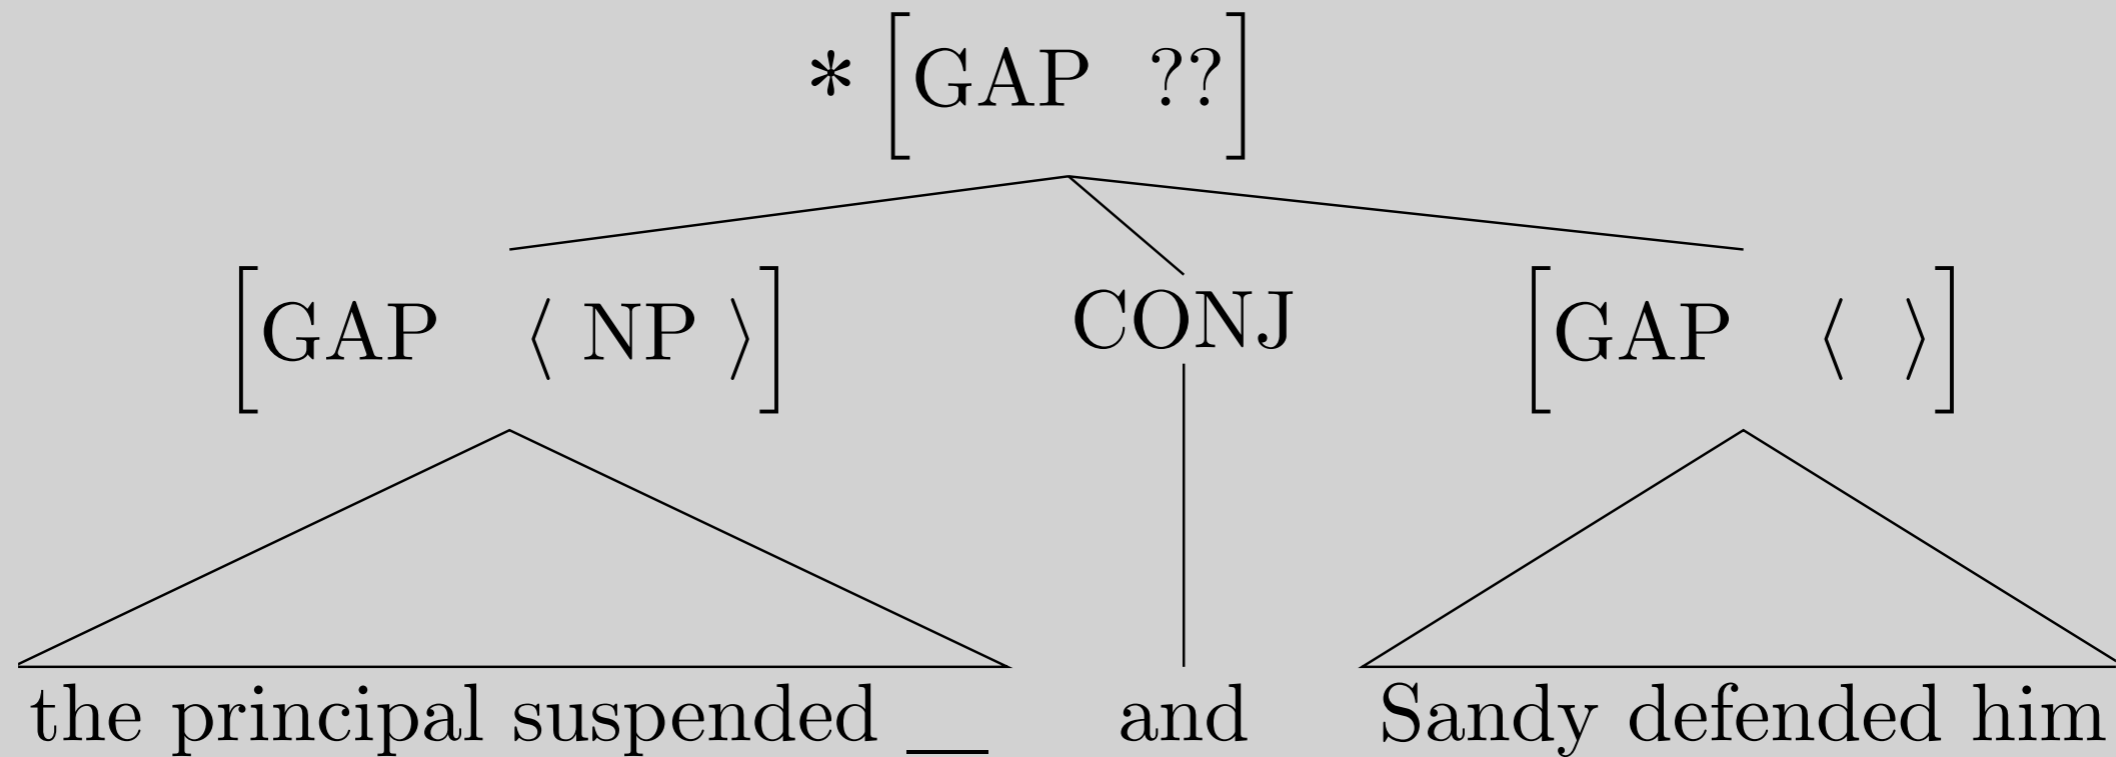 * [GAP ??]
[GAP ⟨ NP ⟩] CONJ [GAP ⟨ ⟩]
the principal suspended __ and Sandy defended him